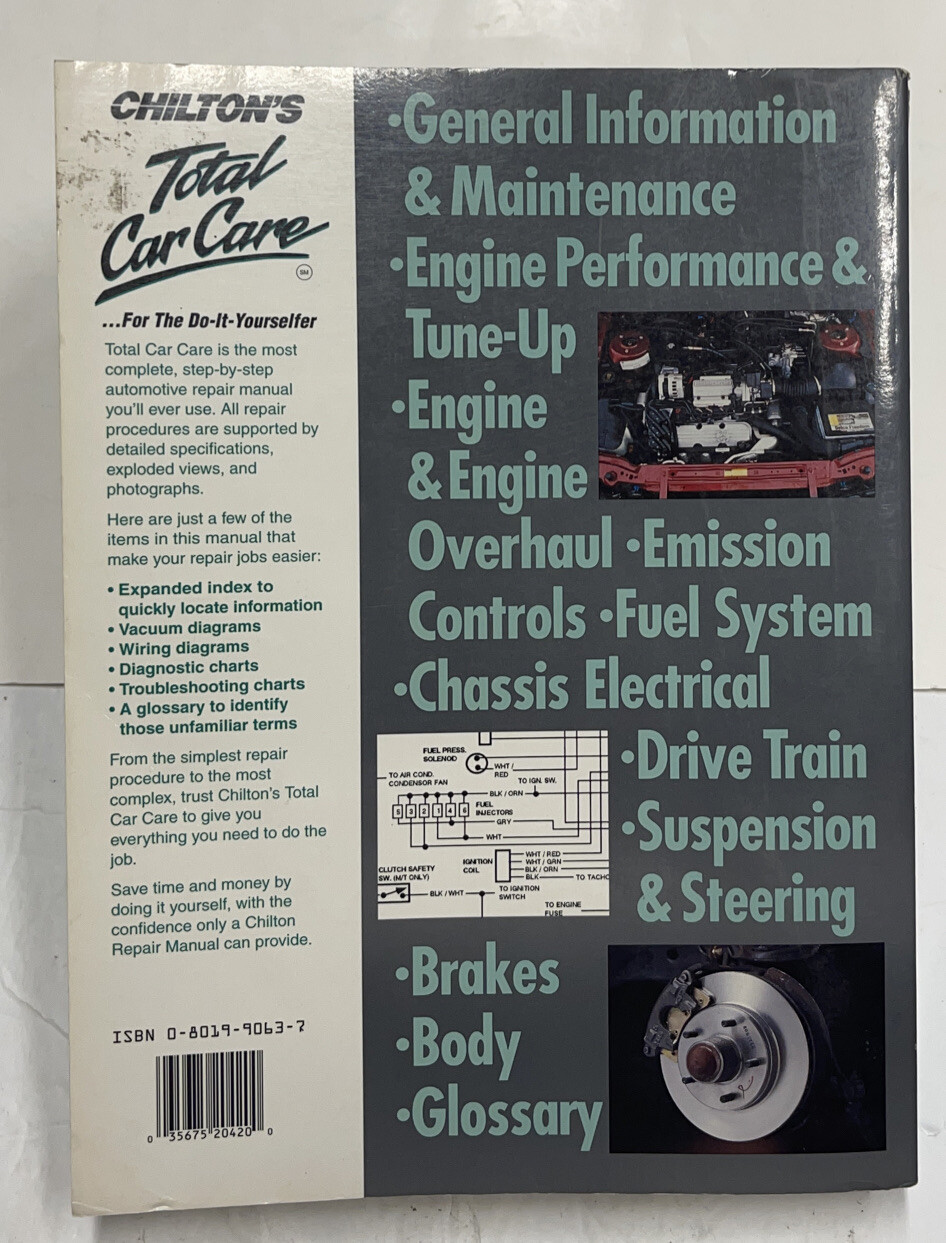 CHILTON'S
Total
Car Care
SM
...For The Do-It-Yourselfer
Total Car Care is the most
complete, step-by-step
automotive repair manual
you'll ever use. All repair
procedures are supported by
detailed specifications,
exploded views, and
photographs.
Here are just a few of the
items in this manual that
make your repair jobs easier:
• Expanded index to
quickly locate information
• Vacuum diagrams
• Wiring diagrams
• Diagnostic charts
• Troubleshooting charts
• A glossary to identify
those unfamiliar terms
From the simplest repair
procedure to the most
complex, trust Chilton's Total
Car Care to give you
everything you need to do the
job.
Save time and money by
doing it yourself, with the
confidence only a Chilton
Repair Manual can provide.
ISBN 0-8019-9063-7
0 35675 20420 0
•General Information
& Maintenance
•Engine Performance &
Tune-Up
•Engine
& Engine
Overhaul •Emission
Controls •Fuel System
•Chassis Electrical
FUEL PRESS.
SOLENOID
WHT /
RED
TO AIR COND.
CONDENSOR FAN
TO IGN. SW.
BLK / ORN
5 3 2 1 4 6
FUEL
INJECTORS
GRY
WHT
IGNITION
COIL
WHT / RED
WHT / GRN
BLK / ORN
BLK
TO TACHO
CLUTCH SAFETY
SW. (M/T ONLY)
BLK / WHT
TO IGNITION
SWITCH
TO ENGINE
FUSE
•Drive Train
•Suspension
& Steering
•Brakes
•Body
•Glossary